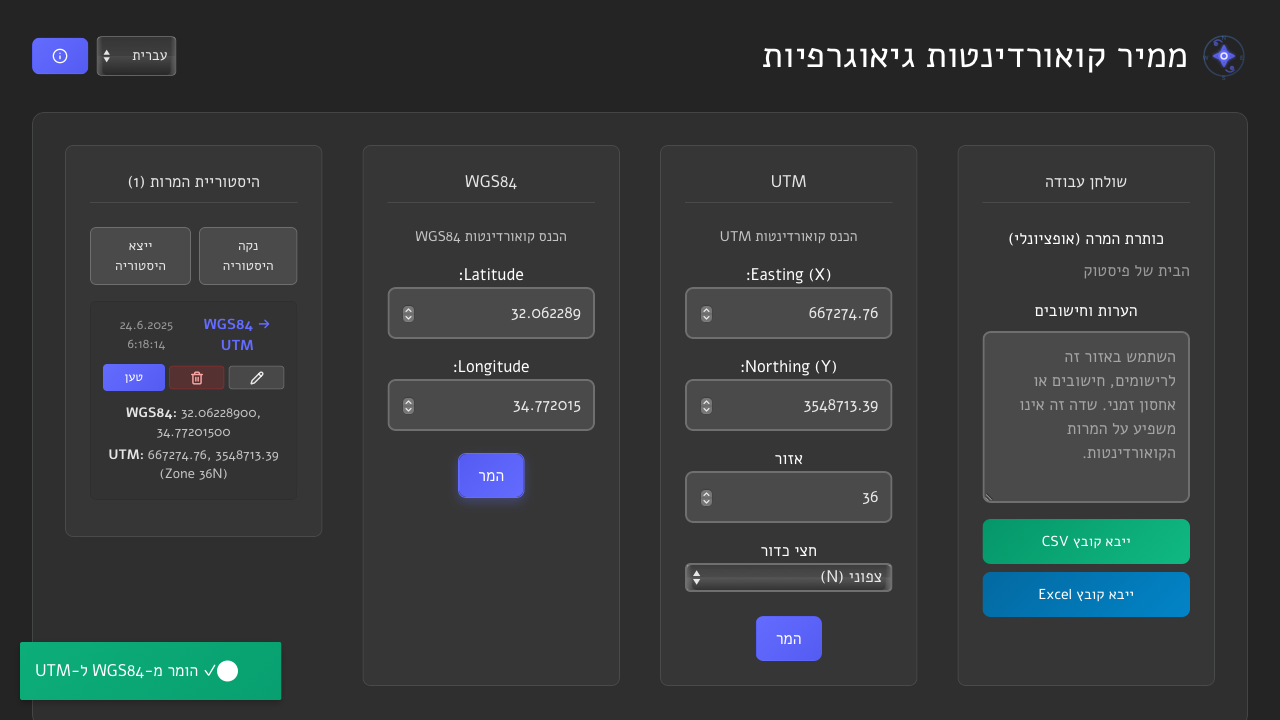 ממיר קואורדינטות גיאוגרפיות
עברית
שולחן עבודה
כותרת המרה (אופציונלי)
הבית של פיסטוק
הערות וחישובים
השתמש באזור זה
לרישומים, חישובים או
אחסון זמני. שדה זה אינו
משפיע על המרות
הקואורדינטות.
ייבא קובץ CSV
ייבא קובץ Excel
UTM
הכנס קואורדינטות UTM
Easting (X):
667274.76
Northing (Y):
3548713.39
אזור
36
חצי כדור
צפוני (N)
המר
WGS84
הכנס קואורדינטות WGS84
Latitude:
32.062289
Longitude:
34.772015
המר
היסטוריית המרות (1)
נקה
היסטוריה
ייצא
היסטוריה
WGS84 →
UTM
24.6.2025
6:18:14
טען
WGS84: 32.06228900,
34.77201500
UTM: 667274.76, 3548713.39
(Zone 36N)
✓ הומר מ-WGS84 ל-UTM